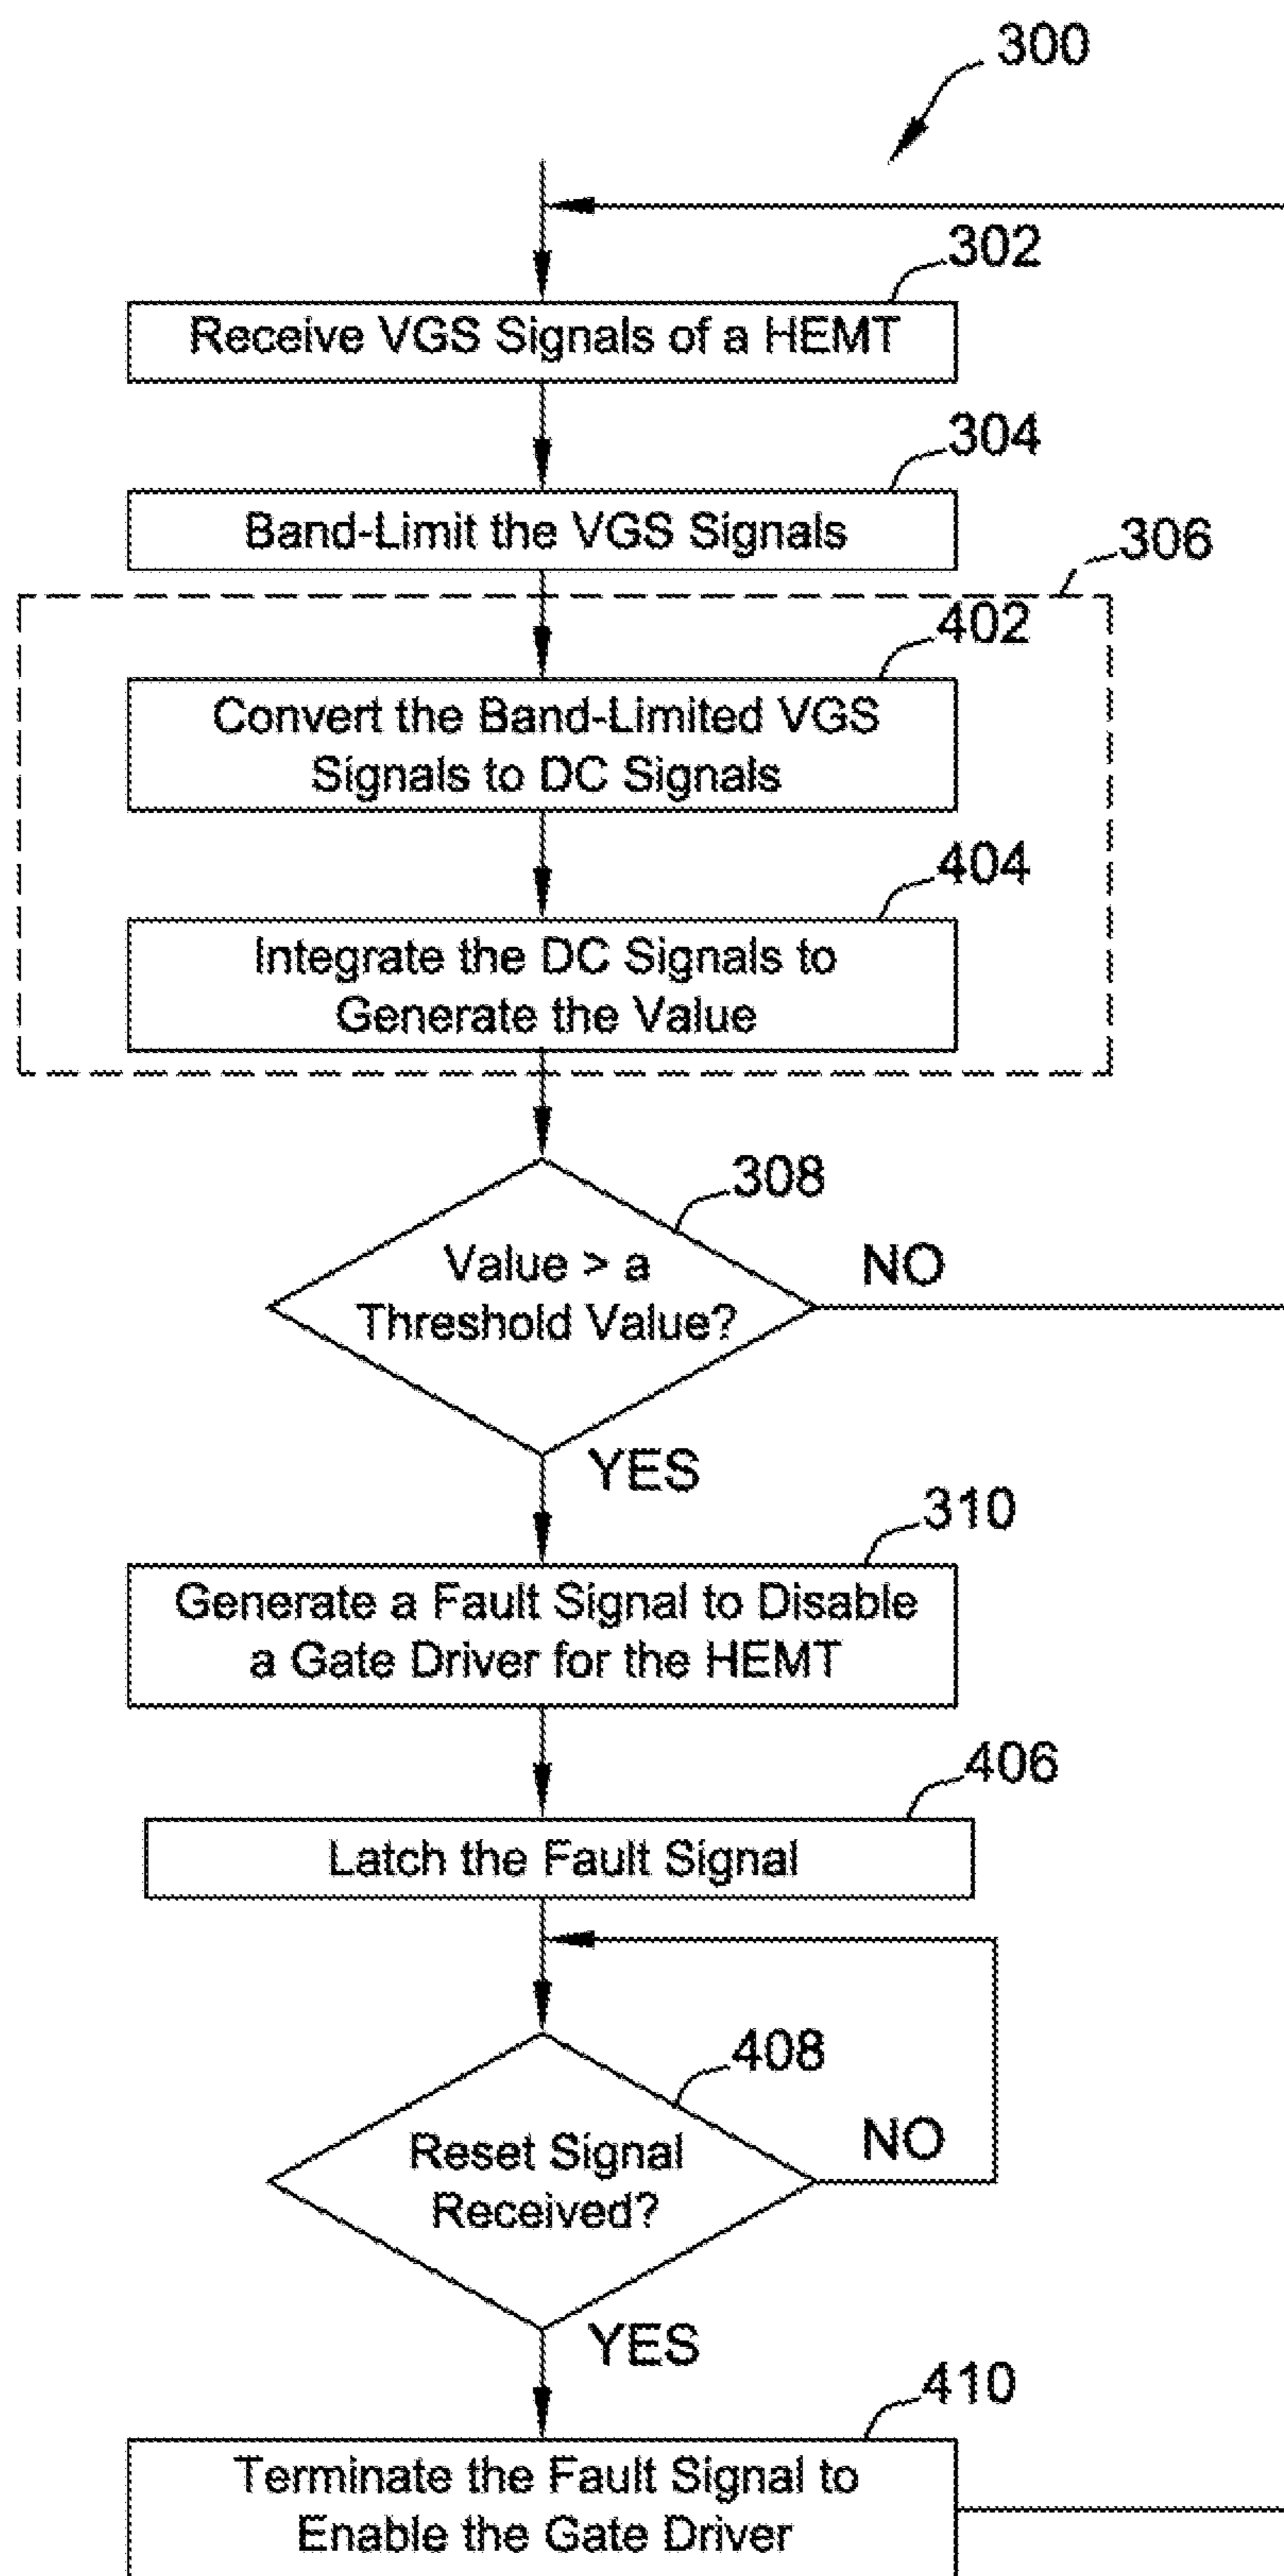 300
302
Receive VGS Signals of a HEMT
304
Band-Limit the VGS Signals
306
402
Convert the Band-Limited VGS
Signals to DC Signals
404
Integrate the DC Signals to
Generate the Value
308
Value > a
Threshold Value?
NO
YES
310
Generate a Fault Signal to Disable
a Gate Driver for the HEMT
406
Latch the Fault Signal
408
Reset Signal
Received?
NO
YES
410
Terminate the Fault Signal to
Enable the Gate Driver